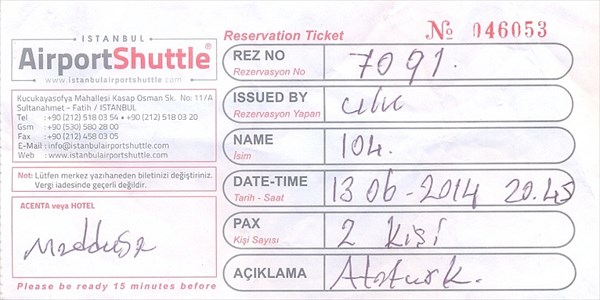 ISTANBUL
AirportShuttle®
www.istanbulairportshuttle.com
Kucukayasofya Mahallesi Kasap Osman Sk. No: 11/A
Sultanahmet - Fatih / ISTANBUL
Tel : +90 (212) 518 03 54 • +90 (212) 518 03 20
Gsm : +90 (530) 580 28 00
Fax : +90 (212) 458 03 05
E-Mail : info@istanbulairportshuttle.com
Web : www.istanbulairportshuttle.com
Not: Lütfen merkez yazıhaneden biletinizi değiştiriniz.
Vergi iadesinde geçerli değildir.
ACENTA veya HOTEL
Please be ready 15 minutes before
Reservation Ticket № 046053
REZ NO
Rezervasyon No
7091.
ISSUED BY
Rezervasyon Yapan
NAME
İsim
104.
DATE-TIME
Tarih - Saat
13 06-2014 20.45
PAX
Kişi Sayısı
2 kişi
AÇIKLAMA
Ataturk.